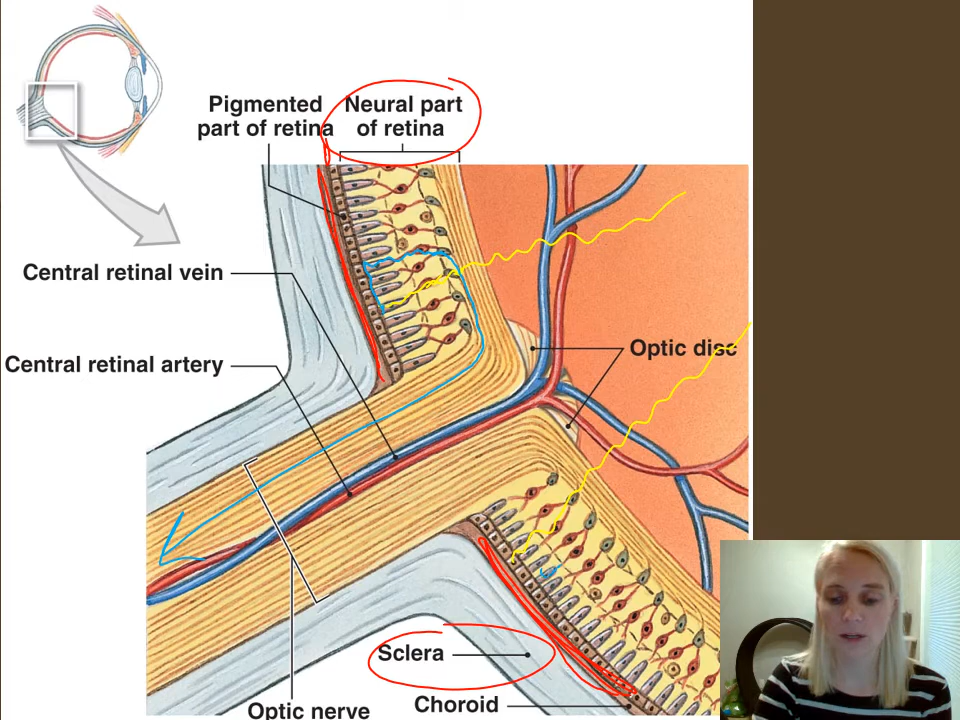 Pigmented
part of retina
Neural part
of retina
Central retinal vein
Central retinal artery
Optic disc
Sclera
Choroid
Optic nerve